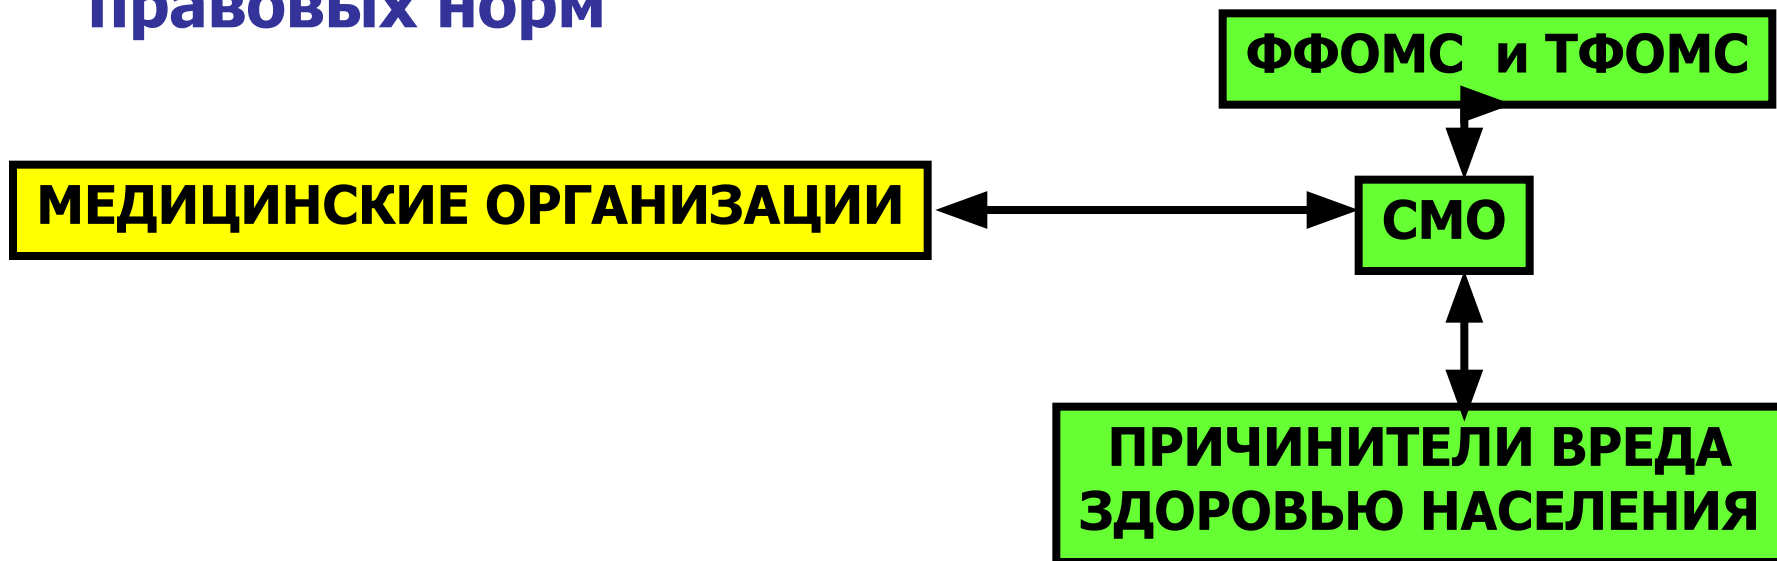 правовых норм
ФФОМС и ТФОМС
МЕДИЦИНСКИЕ ОРГАНИЗАЦИИ
СМО
ПРИЧИНИТЕЛИ ВРЕДА
ЗДОРОВЬЮ НАСЕЛЕНИЯ